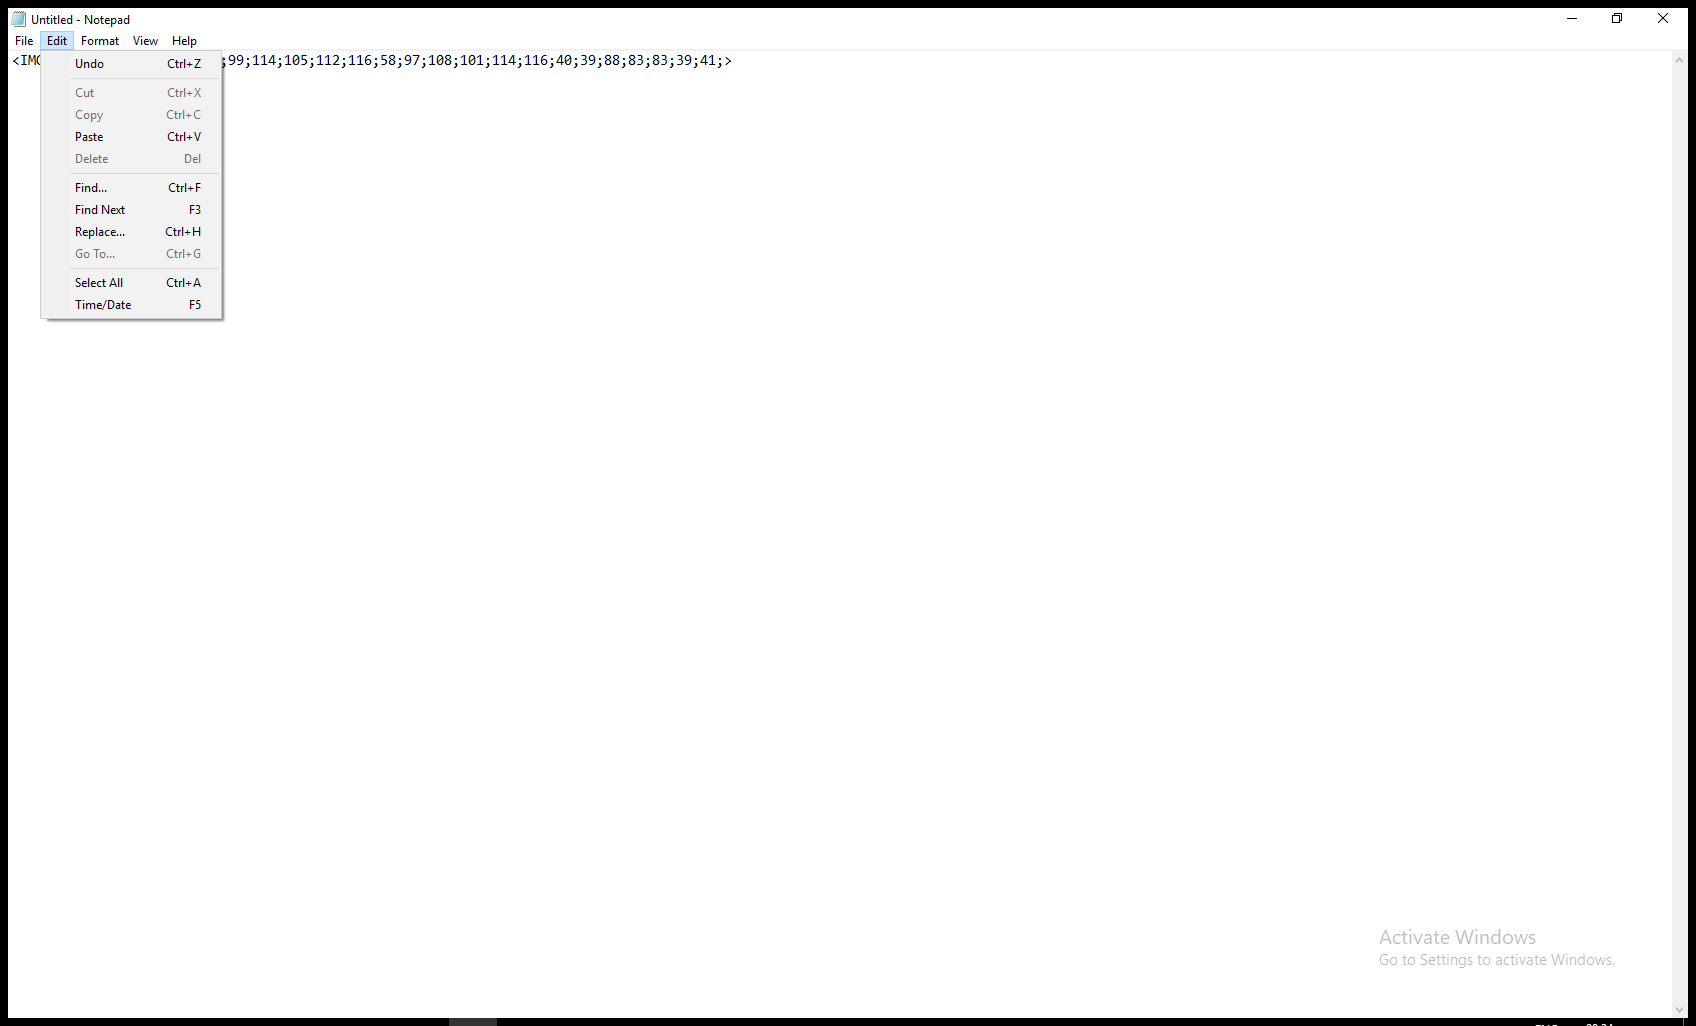 Untitled - Notepad
File Edit Format View Help
;99;114;105;112;116;58;97;108;101;114;116;40;39;88;83;83;39;41;>
Undo Ctrl+Z
Cut Ctrl+X
Copy Ctrl+C
Paste Ctrl+V
Delete Del
Find... Ctrl+F
Find Next F3
Replace... Ctrl+H
Go To... Ctrl+G
Select All Ctrl+A
Time/Date F5
Activate Windows
Go to Settings to activate Windows.